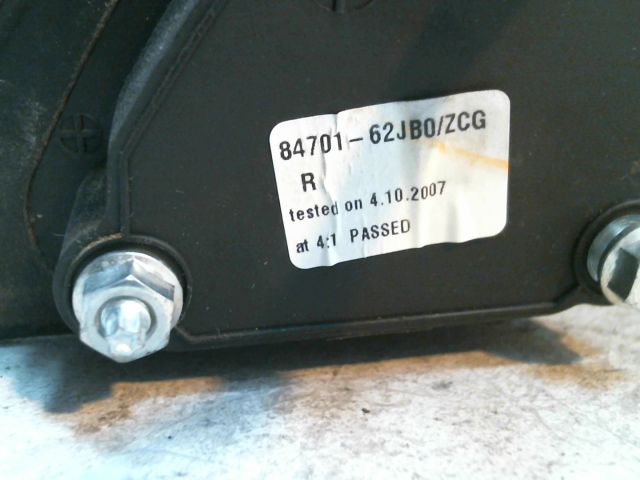 84701-62JB0/ZCG
R
tested on 4.10.2007
at 4:1 PASSED